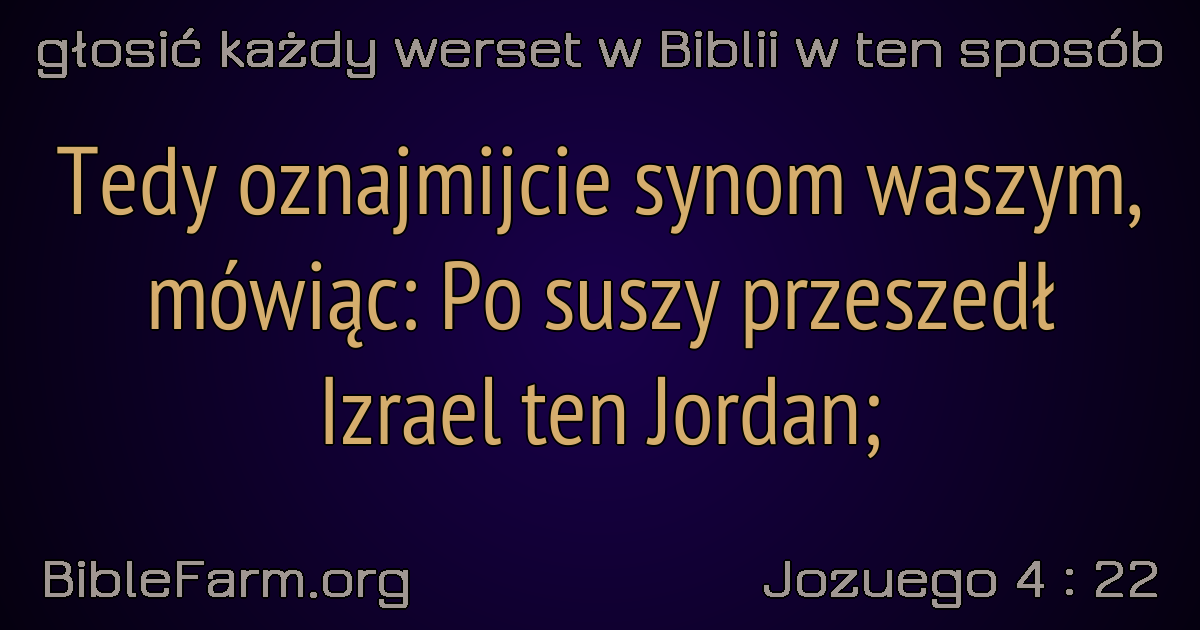 głosić każdy werset w Biblii w ten sposób
Tedy oznajmijcie synom waszym,
mówiąc: Po suszy przeszedł
Izrael ten Jordan;
BibleFarm.org
Jozuego 4 : 22